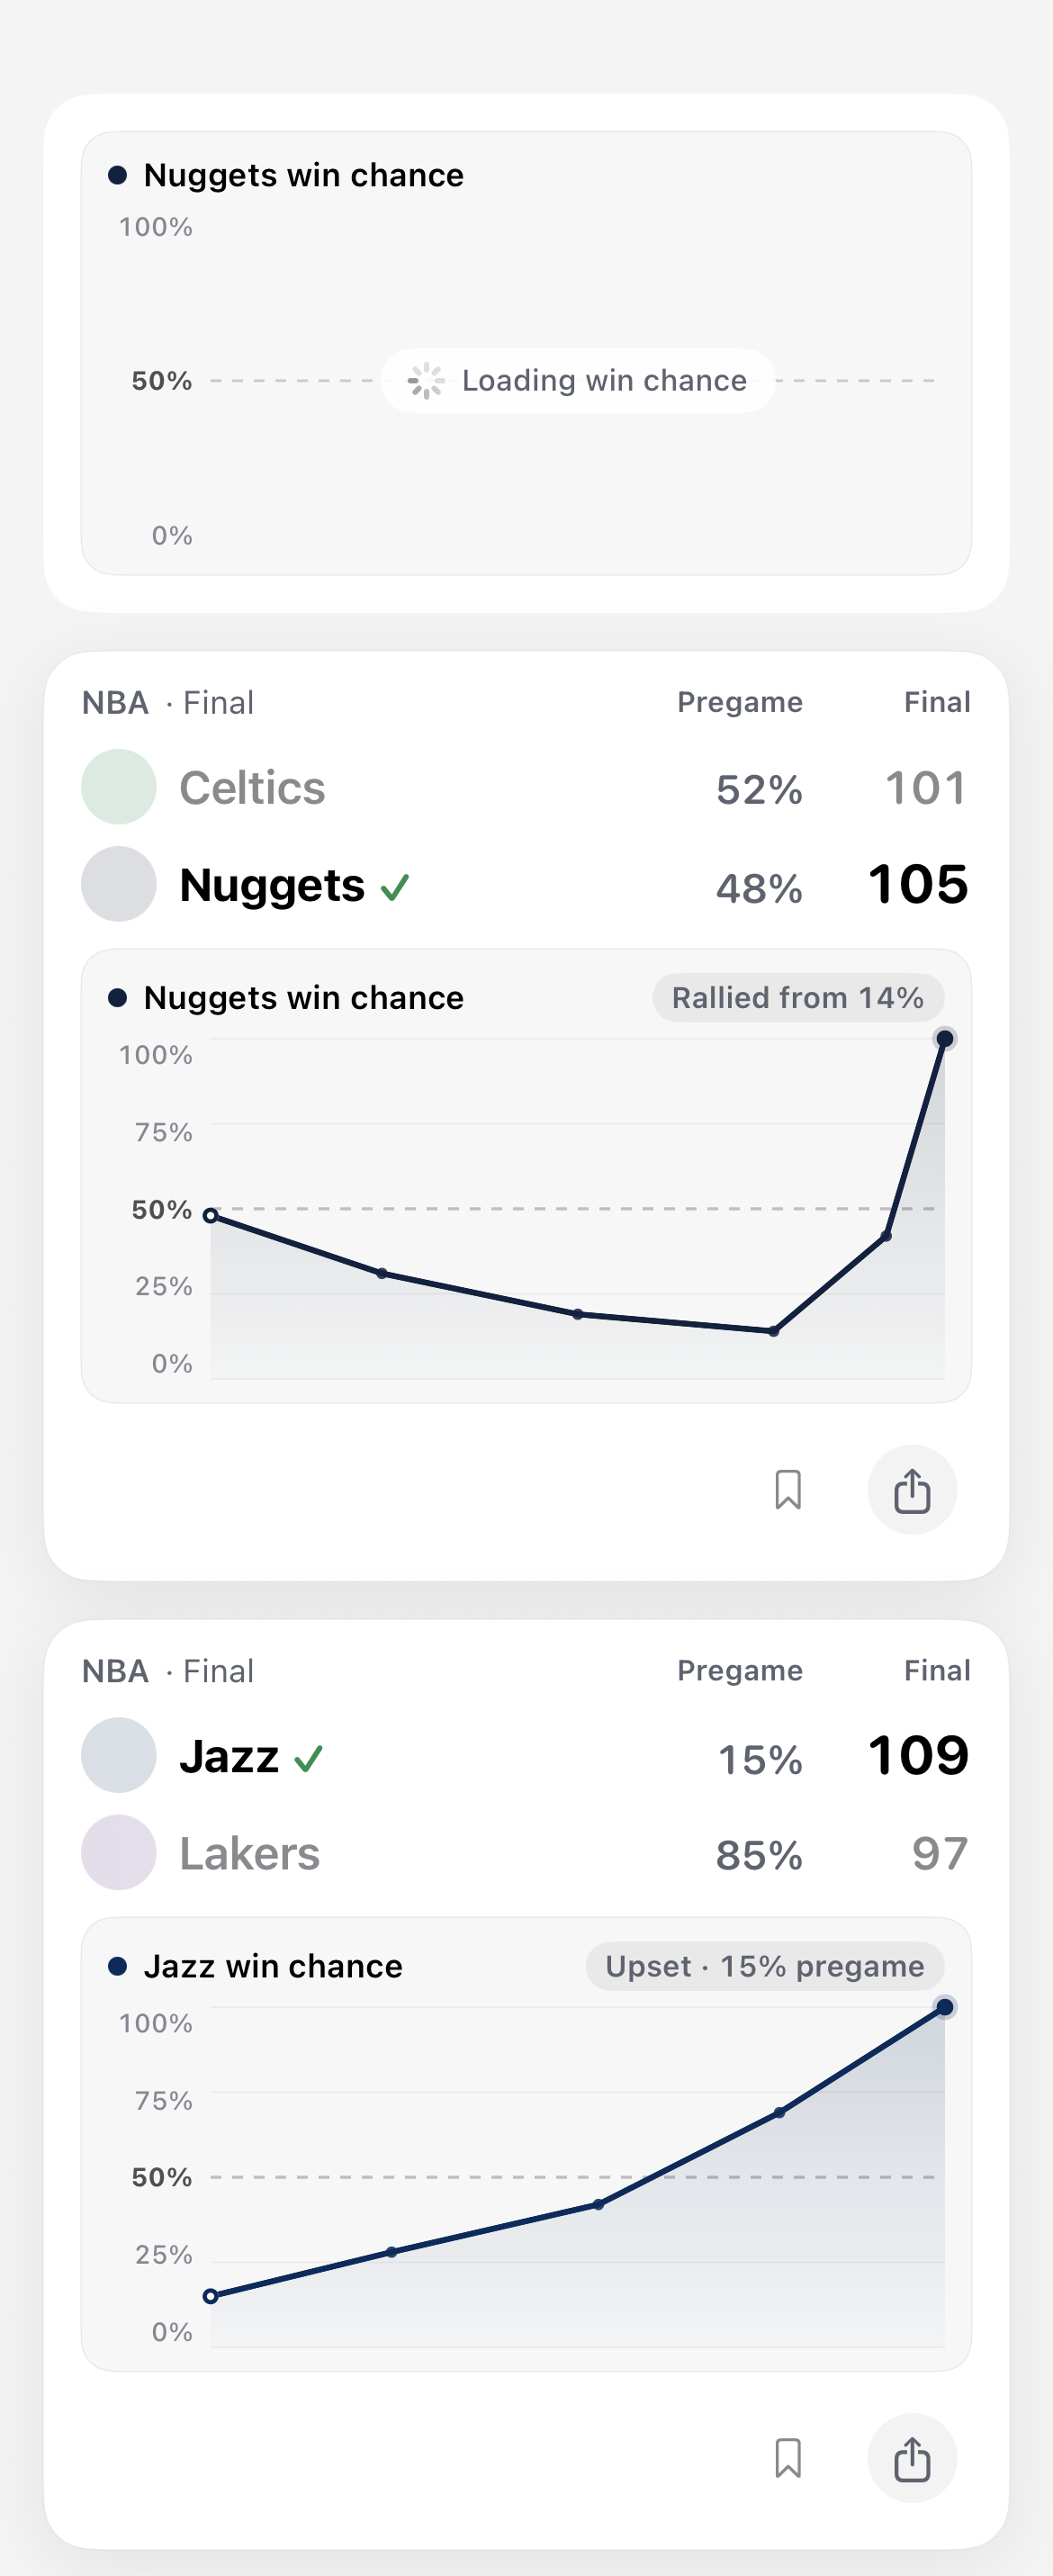 Nuggets win chance
100%
50%
Loading win chance
0%
NBA · Final Pregame Final
Celtics 52% 101
Nuggets 48% 105
Nuggets win chance Rallied from 14%
100%
75%
50%
25%
0%
NBA · Final Pregame Final
Jazz 15% 109
Lakers 85% 97
Jazz win chance Upset · 15% pregame
100%
75%
50%
25%
0%